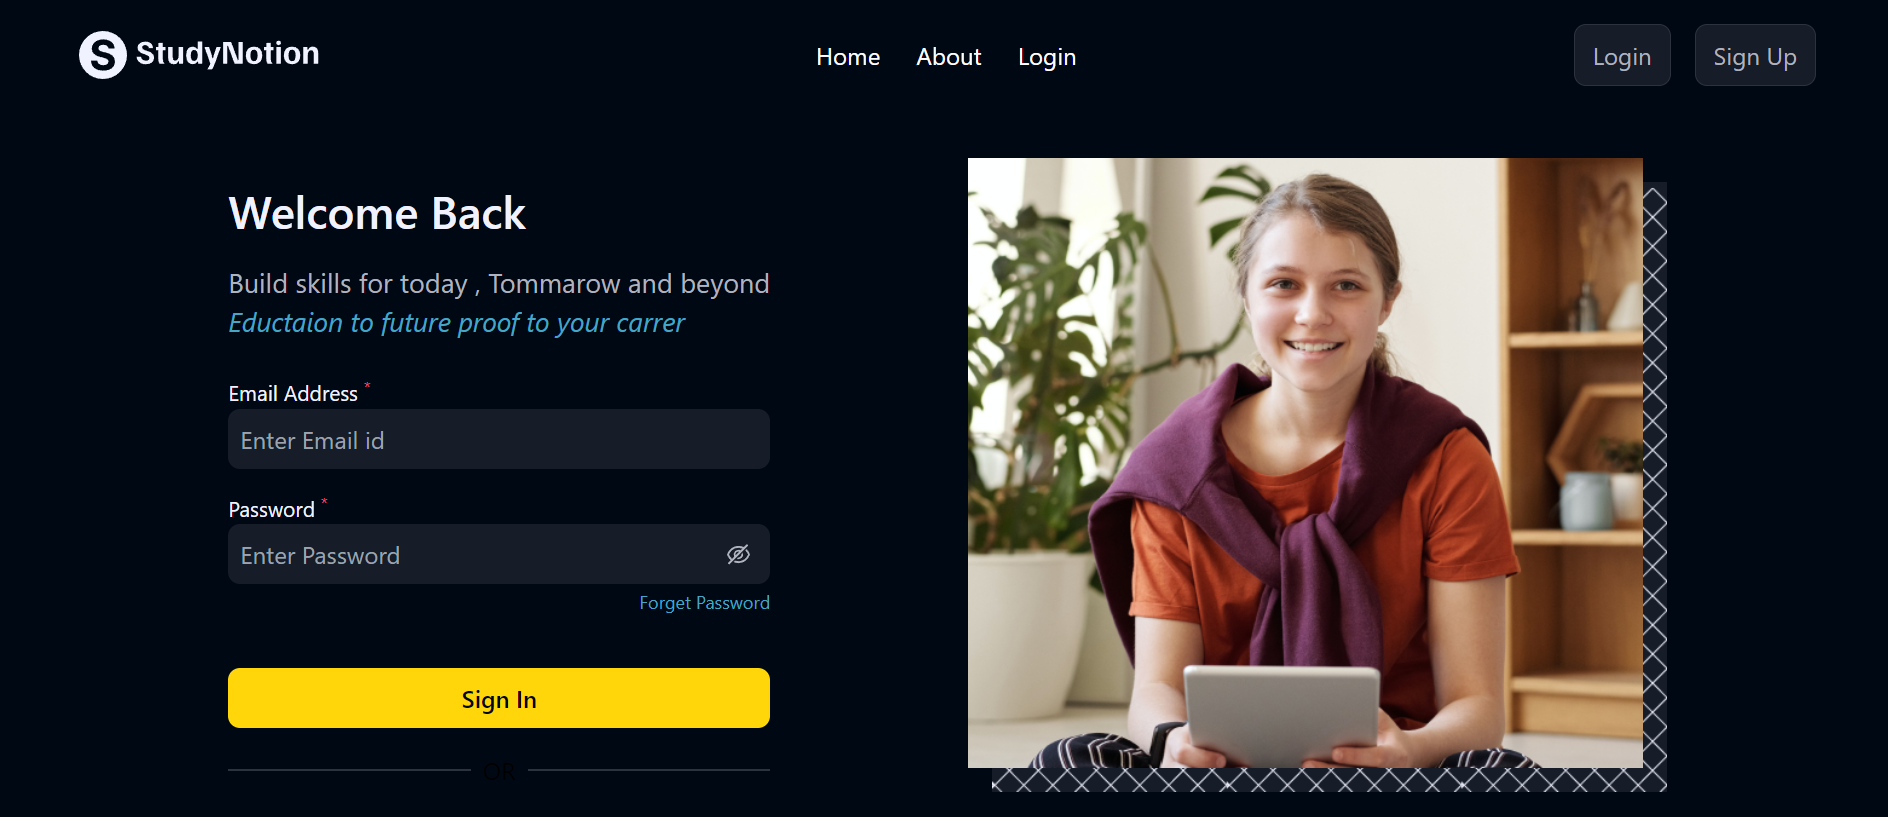 S StudyNotion
Home About Login
Login Sign Up
Welcome Back
Build skills for today , Tommarow and beyond
Eductaion to future proof to your carrer
Email Address *
Enter Email id
Password *
Enter Password
Forget Password
Sign In
OR